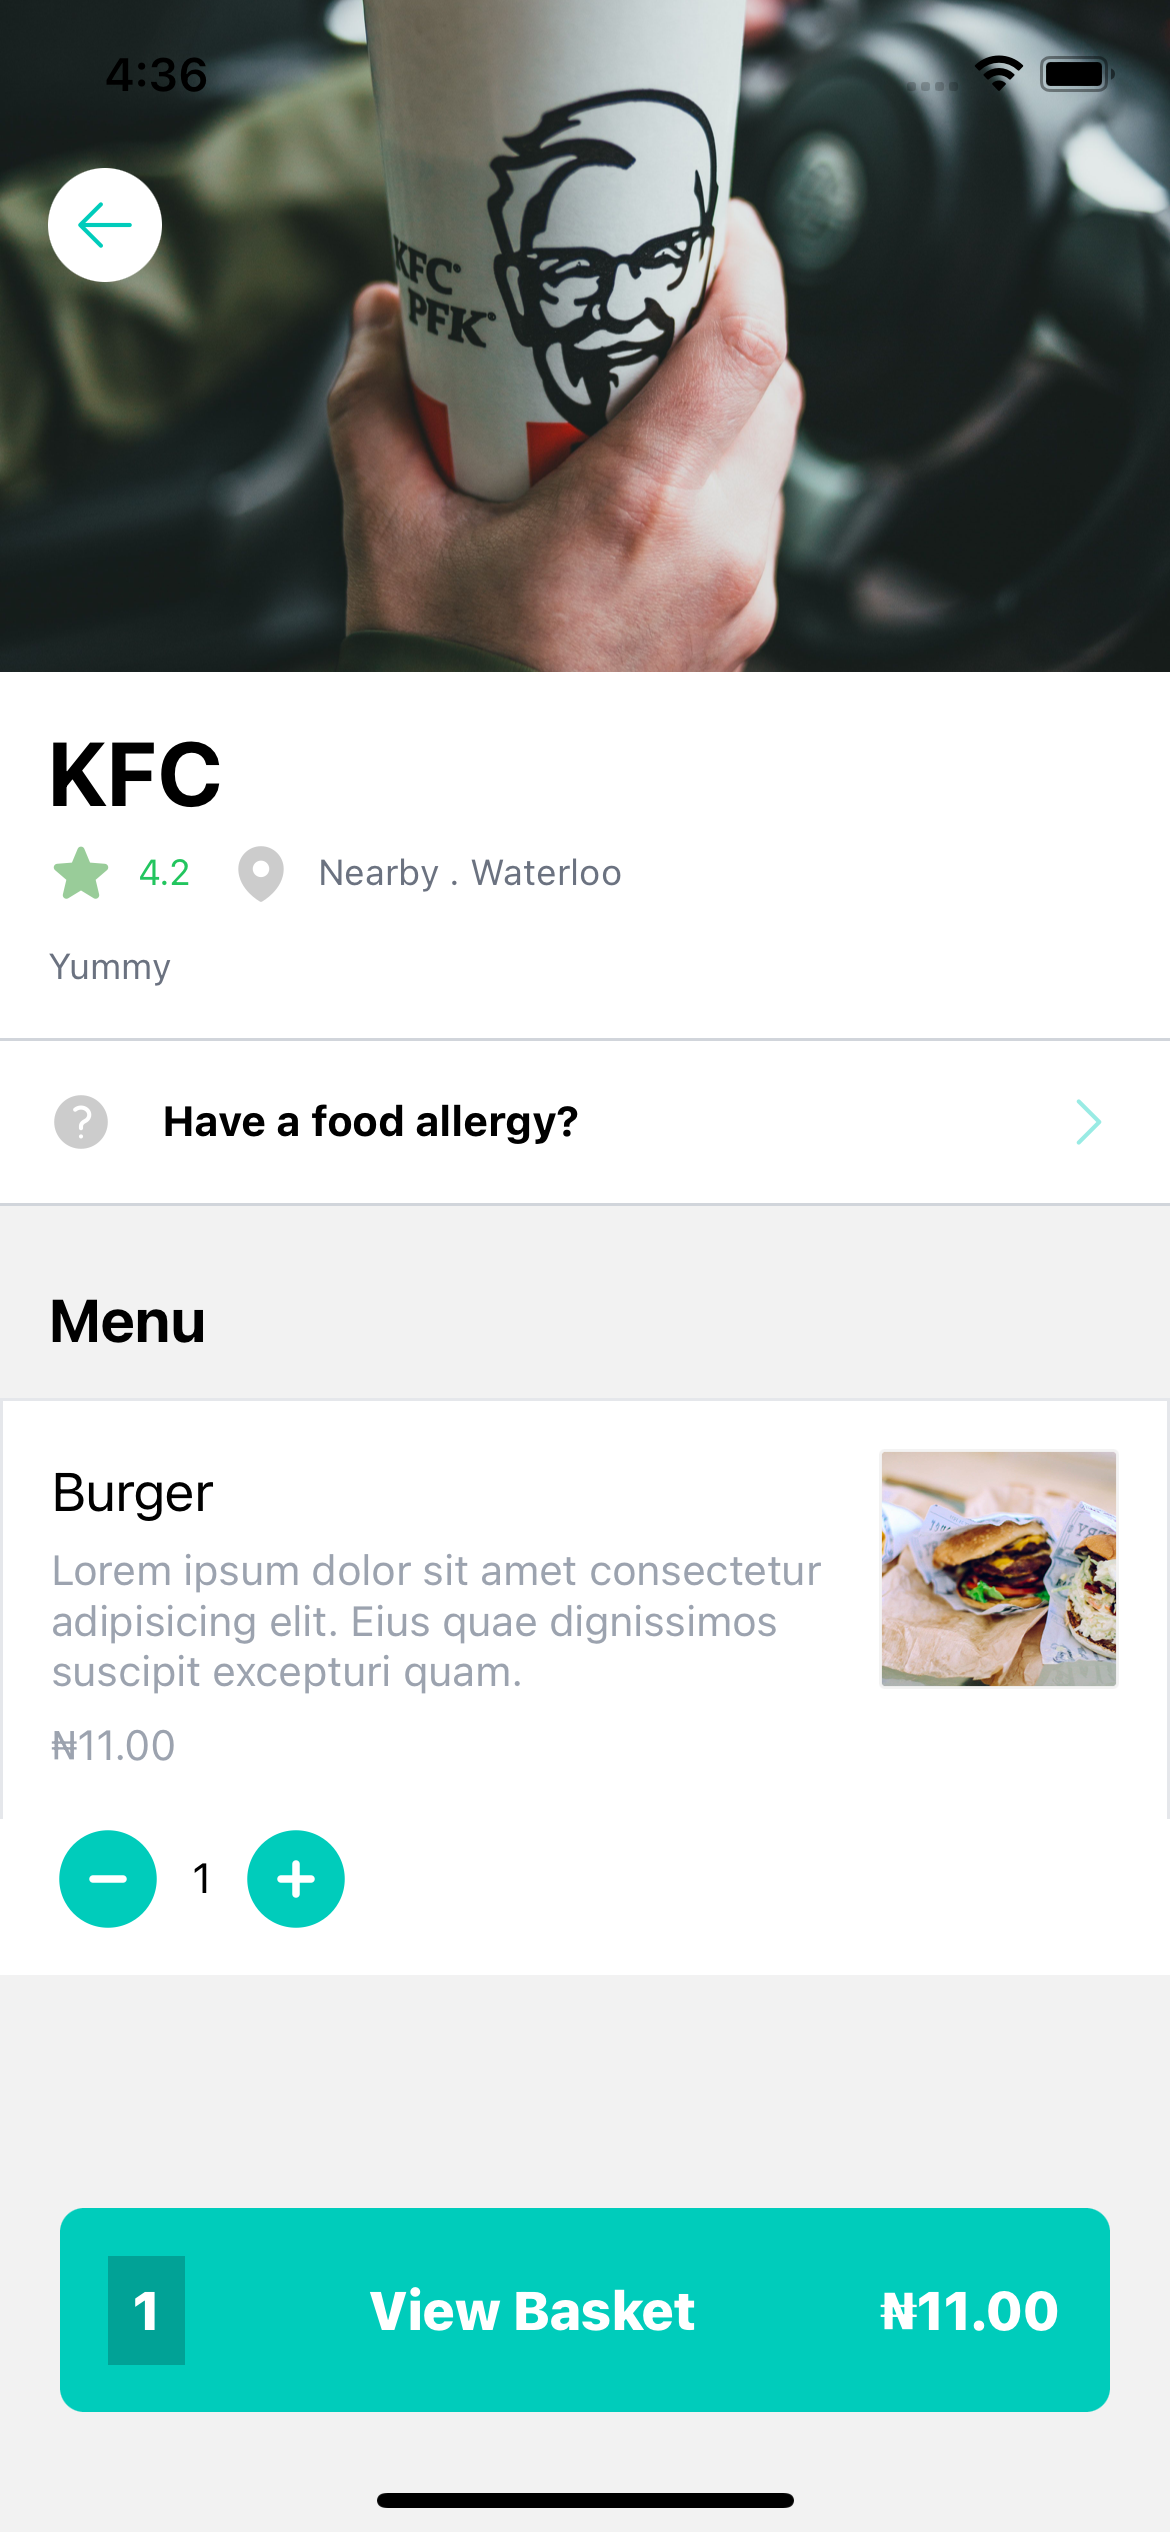 4:36
KFC
PFK
KFC
4.2 Nearby . Waterloo
Yummy
? Have a food allergy?
Menu
Burger
Lorem ipsum dolor sit amet consectetur
adipisicing elit. Eius quae dignissimos
suscipit excepturi quam.
₦11.00
1
1 View Basket ₦11.00